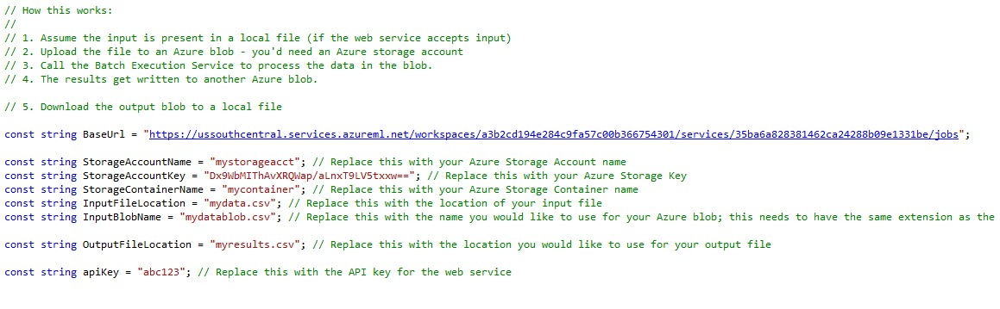 // How this works:
//
// 1. Assume the input is present in a local file (if the web service accepts input)
// 2. Upload the file to an Azure blob - you'd need an Azure storage account
// 3. Call the Batch Execution Service to process the data in the blob.
// 4. The results get written to another Azure blob.
// 5. Download the output blob to a local file
const string BaseUrl = "https://ussouthcentral.services.azureml.net/workspaces/a3b2cd194e284c9fa57c00b366754301/services/35ba6a828381462ca24288b09e1331be/jobs";
const string StorageAccountName = "mystorageacct"; // Replace this with your Azure Storage Account name
const string StorageAccountKey = "Dx9WbMIThAvXRQWap/aLnxT9LV5txxw=="; // Replace this with your Azure Storage Key
const string StorageContainerName = "mycontainer"; // Replace this with your Azure Storage Container name
const string InputFileLocation = "mydata.csv"; // Replace this with the location of your input file
const string InputBlobName = "mydatablob.csv"; // Replace this with the name you would like to use for your Azure blob; this needs to have the same extension as the
const string OutputFileLocation = "myresults.csv"; // Replace this with the location you would like to use for your output file
const string apiKey = "abc123"; // Replace this with the API key for the web service